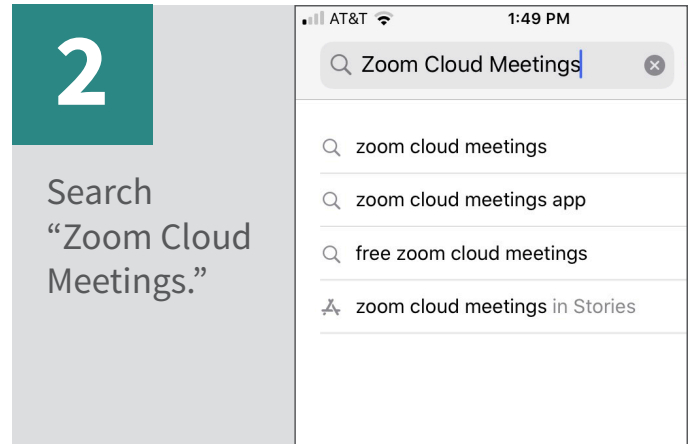 2
Search
“Zoom Cloud
Meetings.”
AT&T 1:49 PM
Zoom Cloud Meetings
zoom cloud meetings
zoom cloud meetings app
free zoom cloud meetings
zoom cloud meetings in Stories